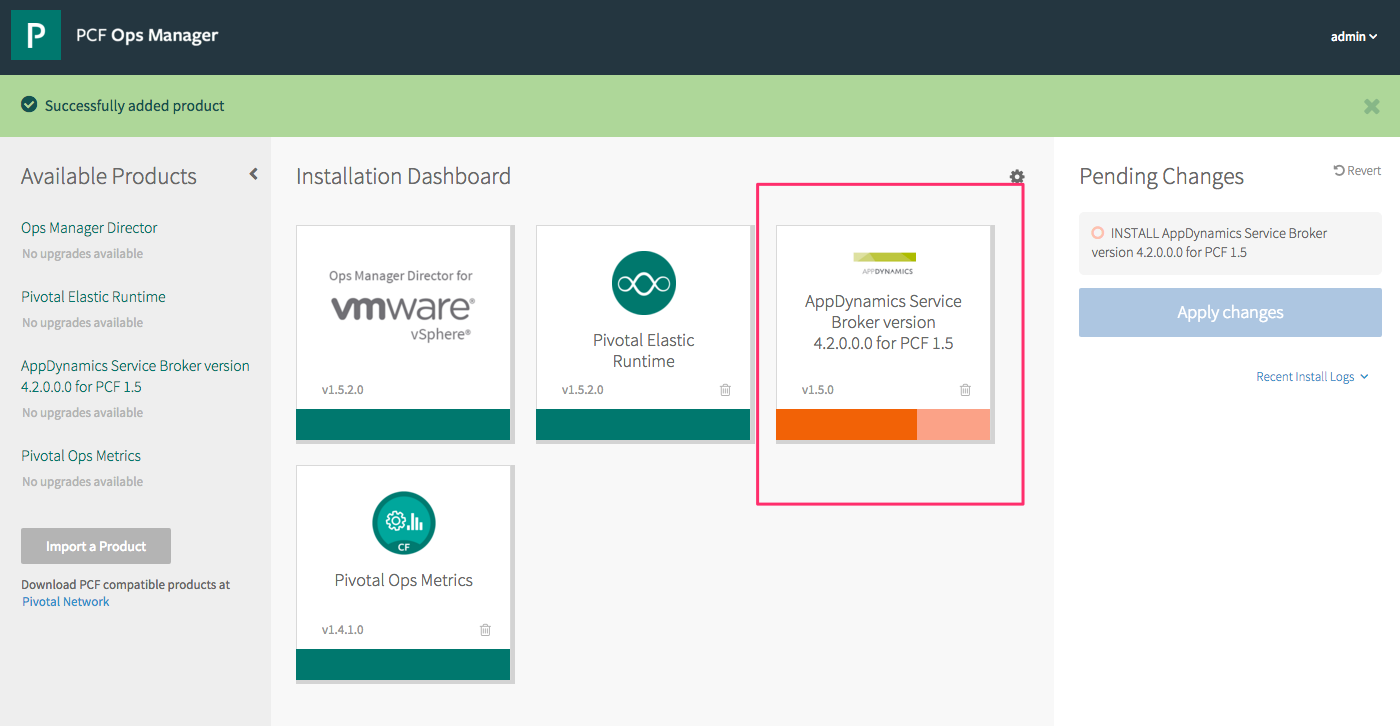 P
PCF Ops Manager
admin
Successfully added product
Available Products
Ops Manager Director
No upgrades available
Pivotal Elastic Runtime
No upgrades available
AppDynamics Service Broker version
4.2.0.0.0 for PCF 1.5
No upgrades available
Pivotal Ops Metrics
No upgrades available
Import a Product
Download PCF compatible products at
Pivotal Network
Installation Dashboard
Ops Manager Director for
vmware®
vSphere®
v1.5.2.0
Pivotal Elastic
Runtime
v1.5.2.0
APPDYNAMICS
AppDynamics Service
Broker version
4.2.0.0.0 for PCF 1.5
v1.5.0
CF
Pivotal Ops Metrics
v1.4.1.0
Pending Changes
Revert
INSTALL AppDynamics Service Broker
version 4.2.0.0.0 for PCF 1.5
Apply changes
Recent Install Logs